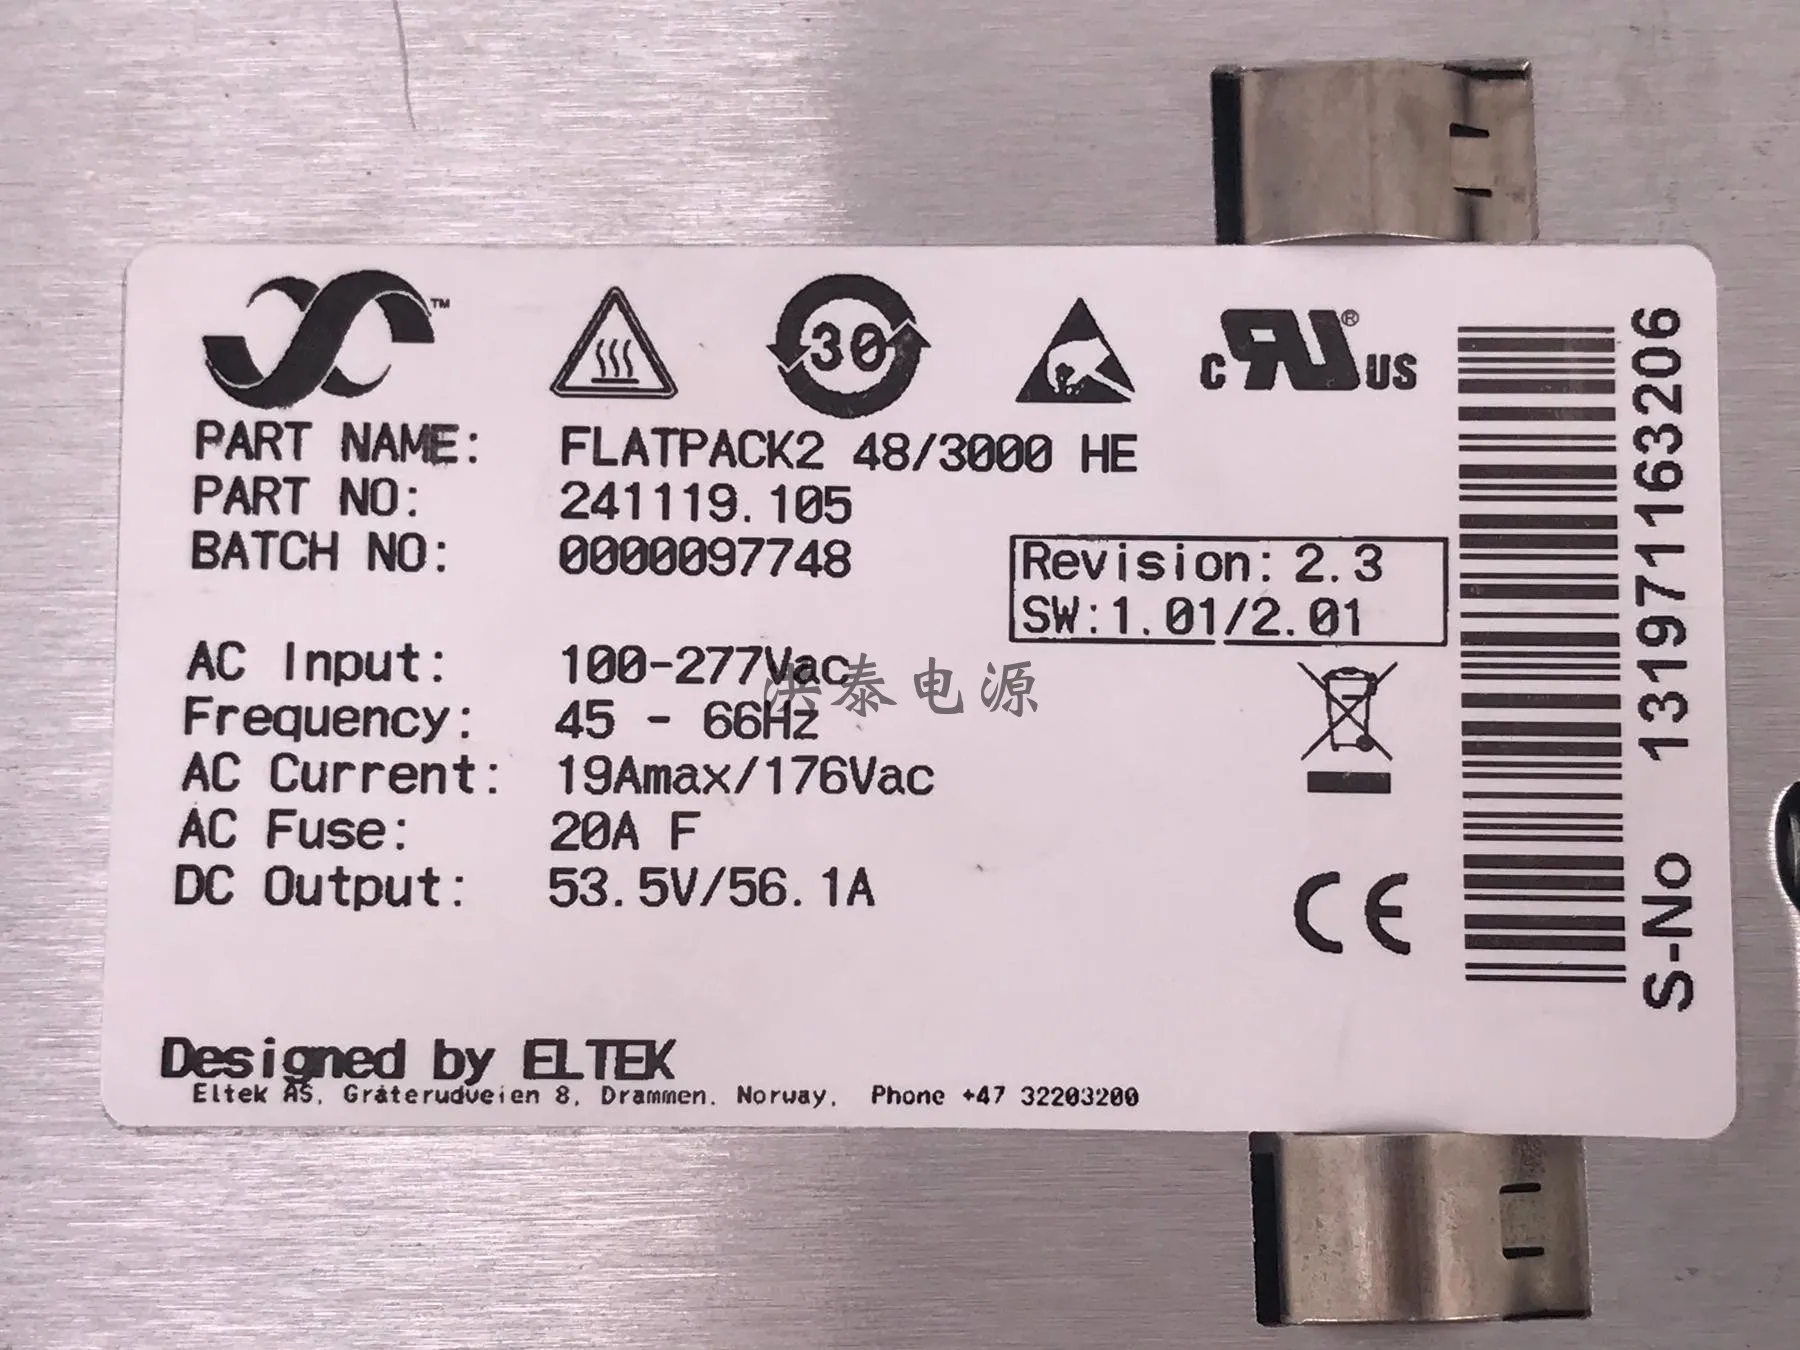 ™
30
c UR ® US
PART NAME: FLATPACK2 48/3000 HE
PART NO: 241119.105
BATCH NO: 0000097748
Revision: 2.3
SW:1.01/2.01
AC Input: 100-277Vac
洪泰电源
Frequency: 45 - 66Hz
AC Current: 19Amax/176Vac
AC Fuse: 20A F
DC Output: 53.5V/56.1A
CE
S-No 131971163206
Designed by ELTEK
Eltek AS, Gråterudveien 8, Drammen. Norway, Phone +47 32203200